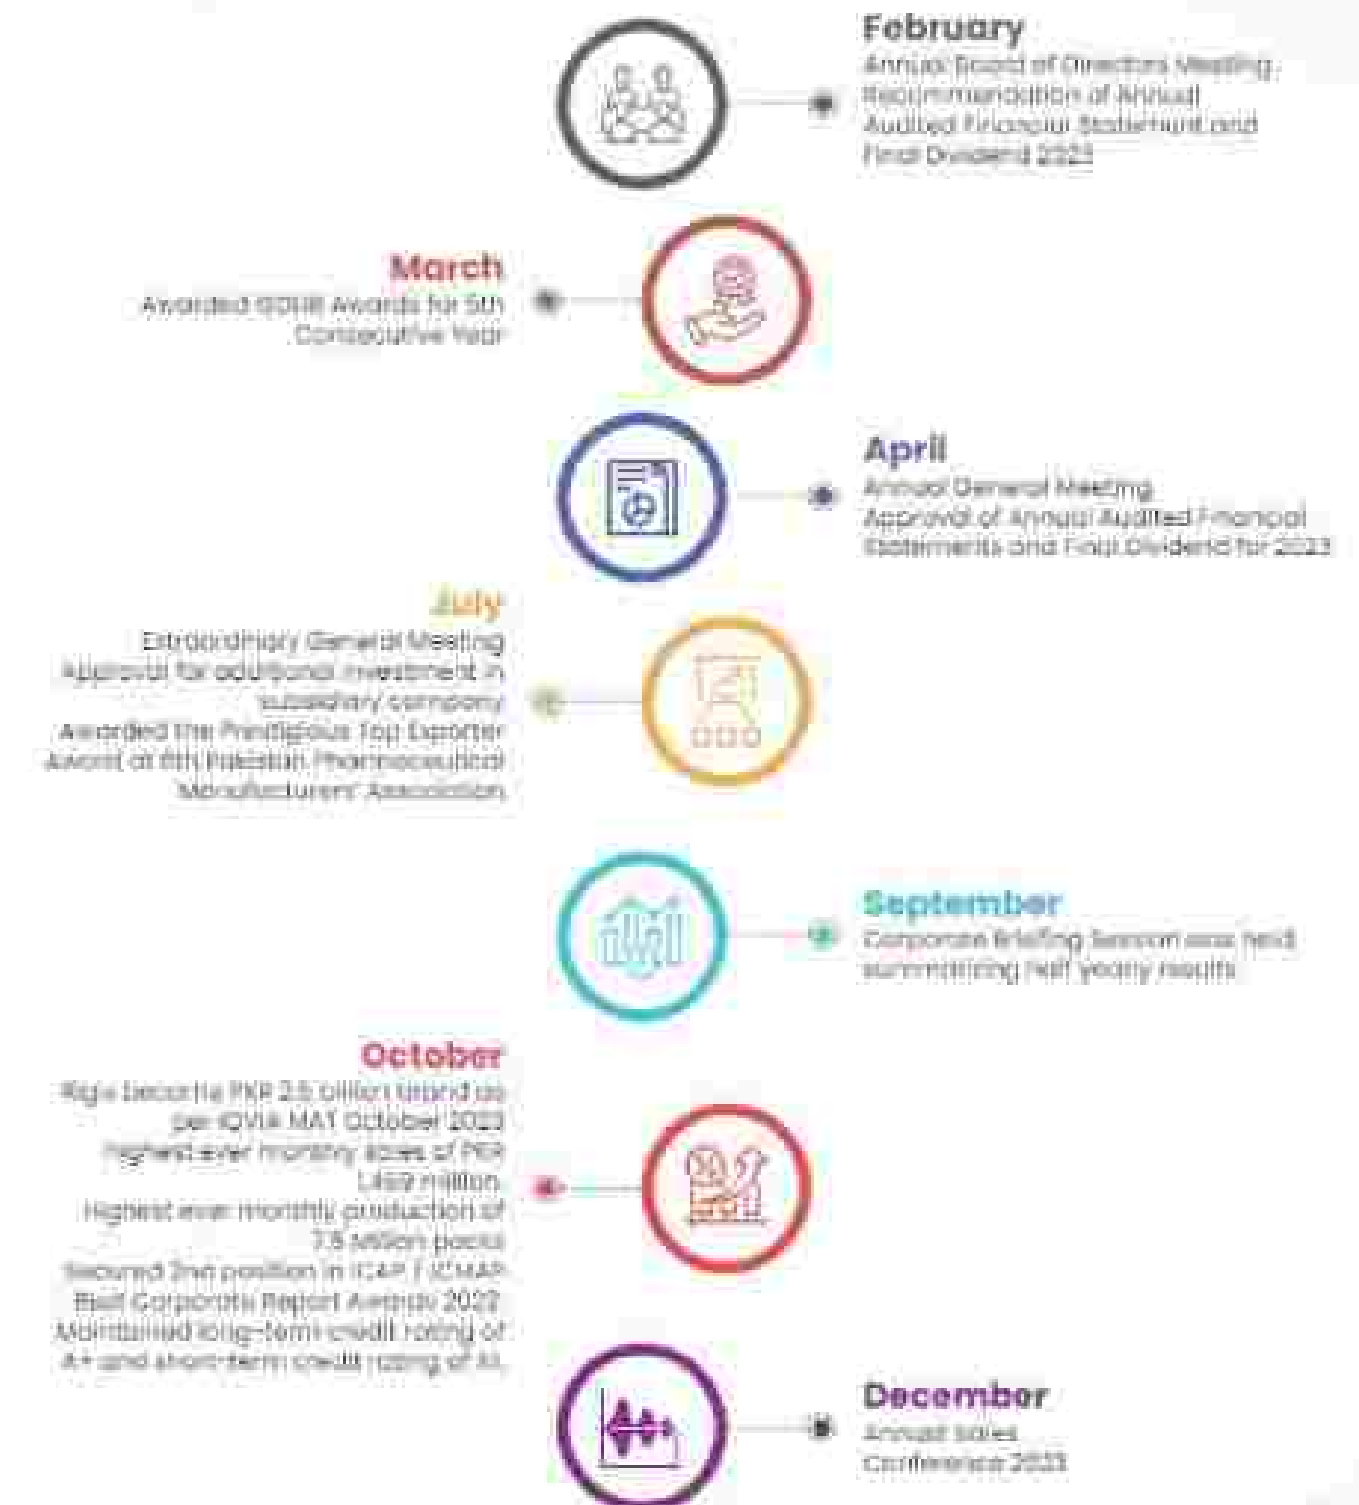 February
Annual Board of Directors Meeting
Recommendation of Annual
Audited Financial Statement and
Final Dividend 2023
March
Awarded Awards for 5th
Consecutive Year
April
Annual General Meeting
Approval of Annual Audited Financial
Statements and Final Dividend for 2023
July
Extraordinary General Meeting
Approval for additional investment in
subsidiary company
Awarded the Prestigious Top Exporter
Award at 6th Pakistan Pharmaceutical
Manufacturers' Association
September
Corporate Briefing Session was held
summarizing half yearly results
October
became PKR 2.5 billion brand as
per IQVIA MAT October 2023
Highest ever monthly sales of PKR
million
Highest ever monthly production of
7.5 Million packs
Secured 2nd position in ICAP / ICMAP
Best Corporate Report Awards 2022
Maintained long-term credit rating of
A+ and short-term credit rating of
December
Annual Sales
Conference 2023